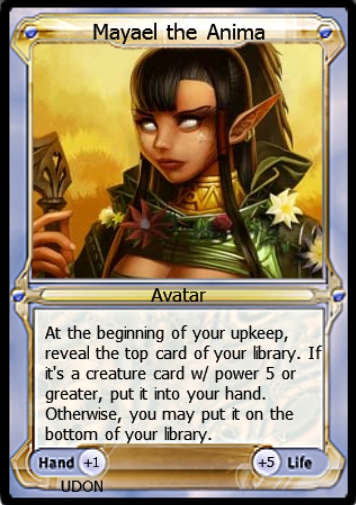 Mayael the Anima
Avatar
At the beginning of your upkeep,
reveal the top card of your library. If
it's a creature card w/ power 5 or
greater, put it into your hand.
Otherwise, you may put it on the
bottom of your library.
Hand +1 +5 Life
UDON